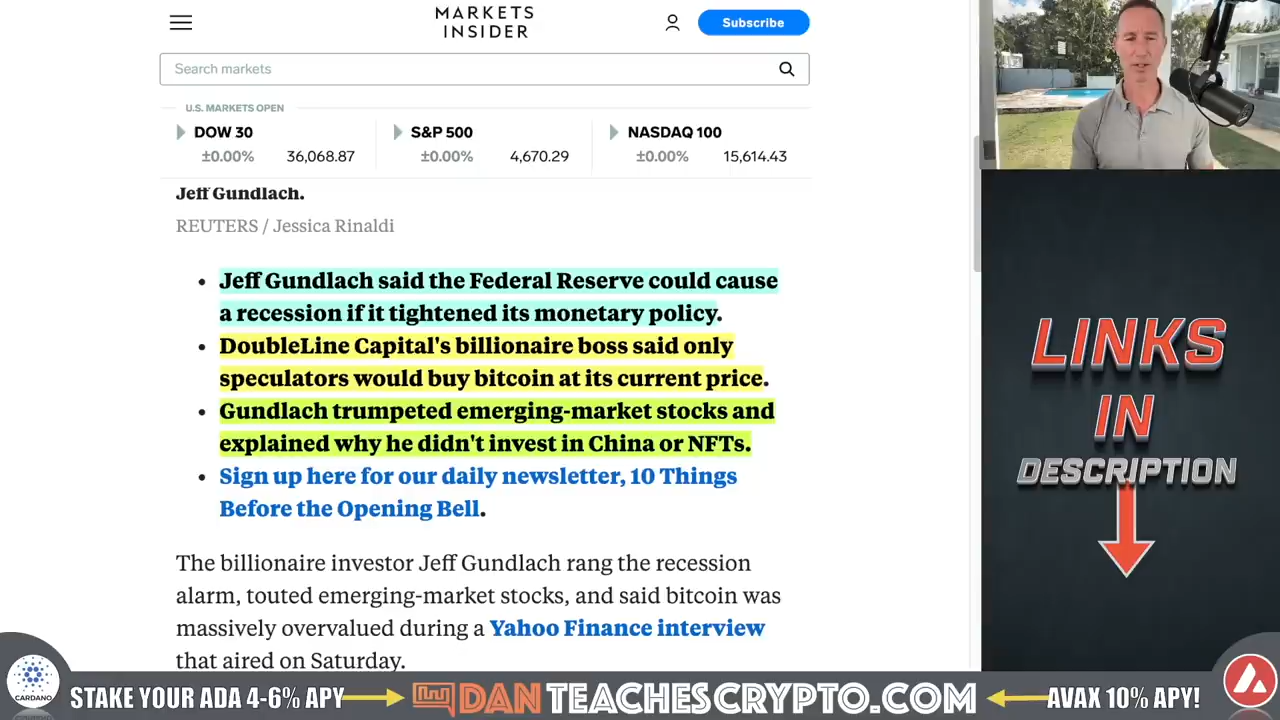 MARKETS
INSIDER
Subscribe
Search markets
U.S. MARKETS OPEN
DOW 30
±0.00% 36,068.87
S&P 500
±0.00% 4,670.29
NASDAQ 100
±0.00% 15,614.43
Jeff Gundlach.
REUTERS / Jessica Rinaldi
• Jeff Gundlach said the Federal Reserve could cause
a recession if it tightened its monetary policy.
• DoubleLine Capital's billionaire boss said only
speculators would buy bitcoin at its current price.
• Gundlach trumpeted emerging-market stocks and
explained why he didn't invest in China or NFTs.
• Sign up here for our daily newsletter, 10 Things
Before the Opening Bell.
The billionaire investor Jeff Gundlach rang the recession
alarm, touted emerging-market stocks, and said bitcoin was
massively overvalued during a Yahoo Finance interview
that aired on Saturday.
LINKS
IN
DESCRIPTION
CARDANO
STAKE YOUR ADA 4-6% APY
DANTEACHESCRYPTO.COM
AVAX 10% APY!